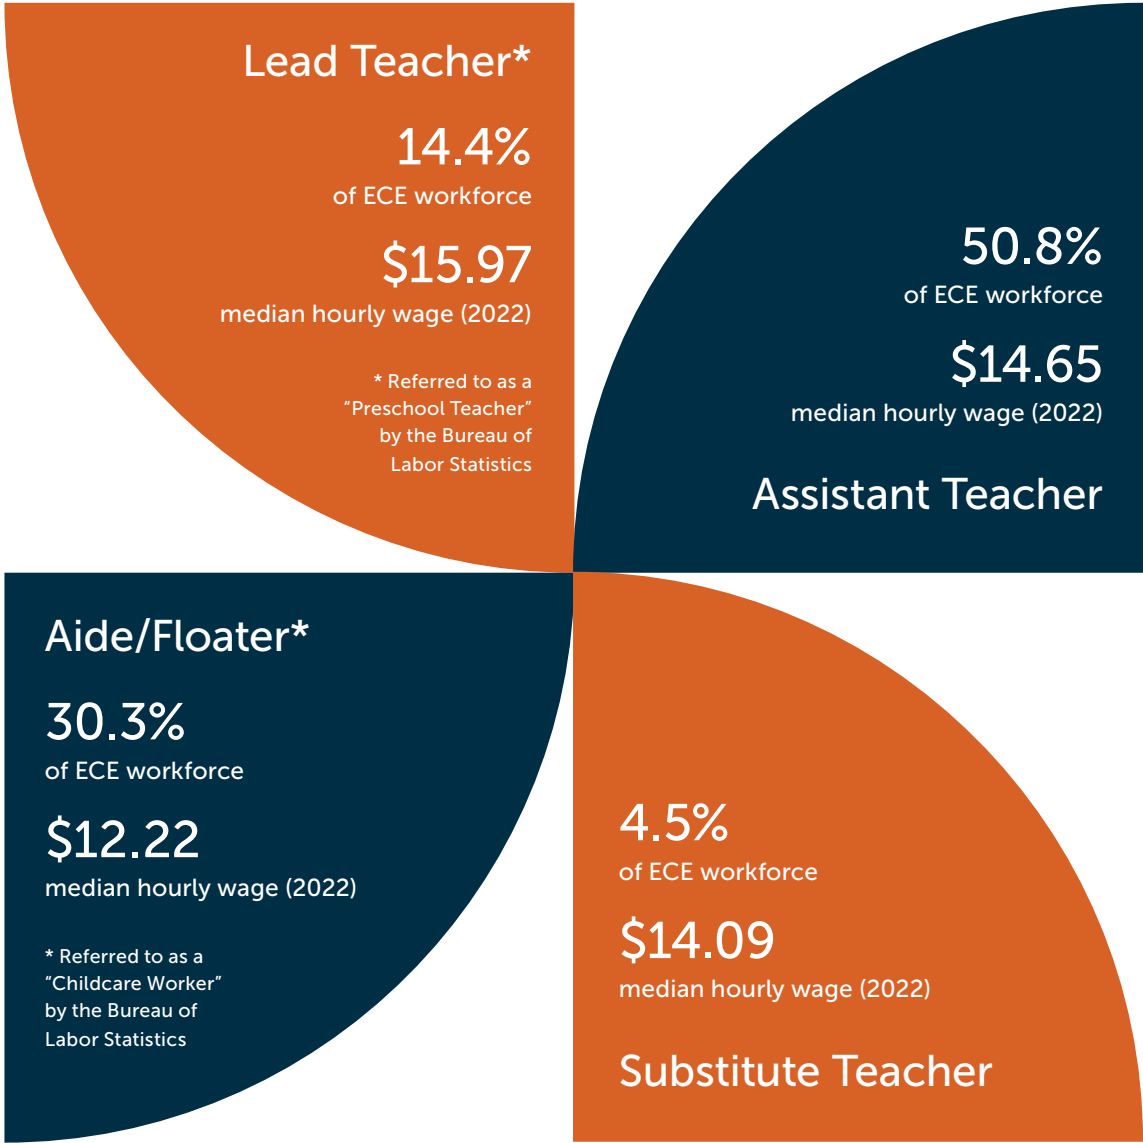 Lead Teacher*
14.4%
of ECE workforce
$15.97
median hourly wage (2022)
* Referred to as a
“Preschool Teacher”
by the Bureau of
Labor Statistics
50.8%
of ECE workforce
$14.65
median hourly wage (2022)
Assistant Teacher
Aide/Floater*
30.3%
of ECE workforce
$12.22
median hourly wage (2022)
* Referred to as a
“Childcare Worker”
by the Bureau of
Labor Statistics
4.5%
of ECE workforce
$14.09
median hourly wage (2022)
Substitute Teacher